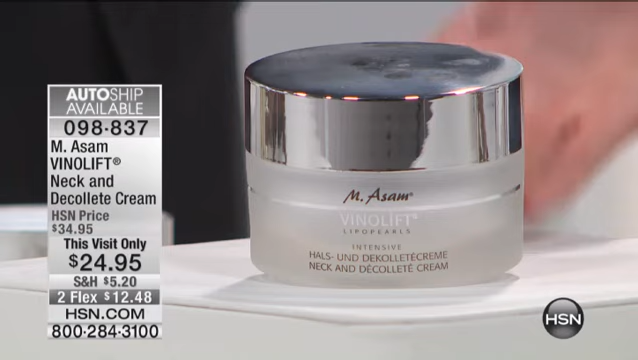 AUTOSHIP
AVAILABLE
098-837
M. Asam
VINOLIFT®
Neck and
Decollete Cream
HSN Price
$34.95
This Visit Only
$24.95
S&H $5.20
2 Flex $12.48
HSN.COM
800-284-3100
M. Asam®
VINOLIFT®
LIPOPEARLS
INTENSIVE
HALS- UND DEKOLLETÉCREME
NECK AND DÉCOLLETÉ CREAM
HSN